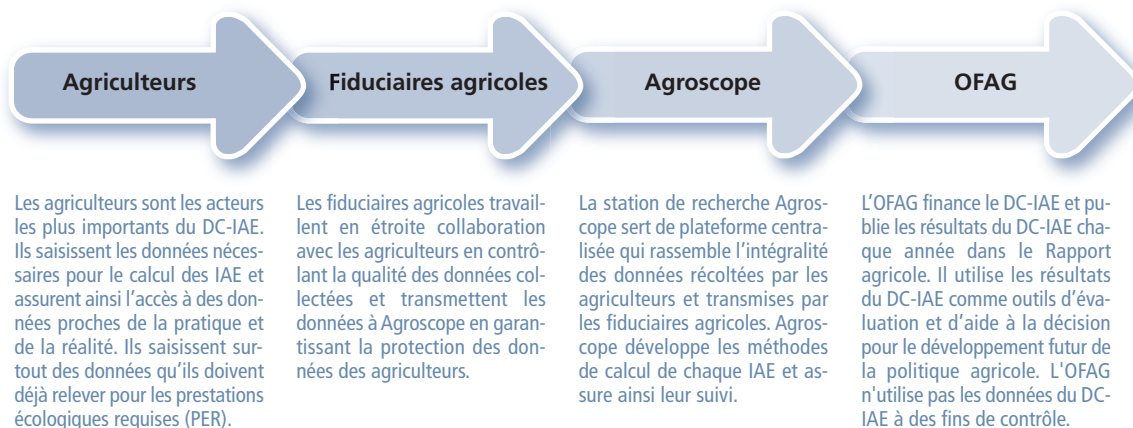 Agriculteurs
Fiduciaires agricoles
Agroscope
OFAG
Les agriculteurs sont les acteurs
les plus importants du DC-IAE.
Ils saisissent les données néces-
saires pour le calcul des IAE et
assurent ainsi l’accès à des don-
nées proches de la pratique et
de la réalité. Ils saisissent sur-
tout des données qu’ils doivent
déjà relever pour les prestations
écologiques requises (PER).
Les fiduciaires agricoles travail-
lent en étroite collaboration
avec les agriculteurs en contrô-
lant la qualité des données col-
lectées et transmettent les
données à Agroscope en garan-
tissant la protection des don-
nées des agriculteurs.
La station de recherche Agros-
cope sert de plateforme centra-
lisée qui rassemble l’intégralité
des données récoltées par les
agriculteurs et transmises par
les fiduciaires agricoles. Agros-
cope développe les méthodes
de calcul de chaque IAE et as-
sure ainsi leur suivi.
L’OFAG finance le DC-IAE et pu-
blie les résultats du DC-IAE cha-
que année dans le Rapport
agricole. Il utilise les résultats
du DC-IAE comme outils d’éva-
luation et d’aide à la décision
pour le développement futur de
la politique agricole. L'OFAG
n'utilise pas les données du DC-
IAE à des fins de contrôle.